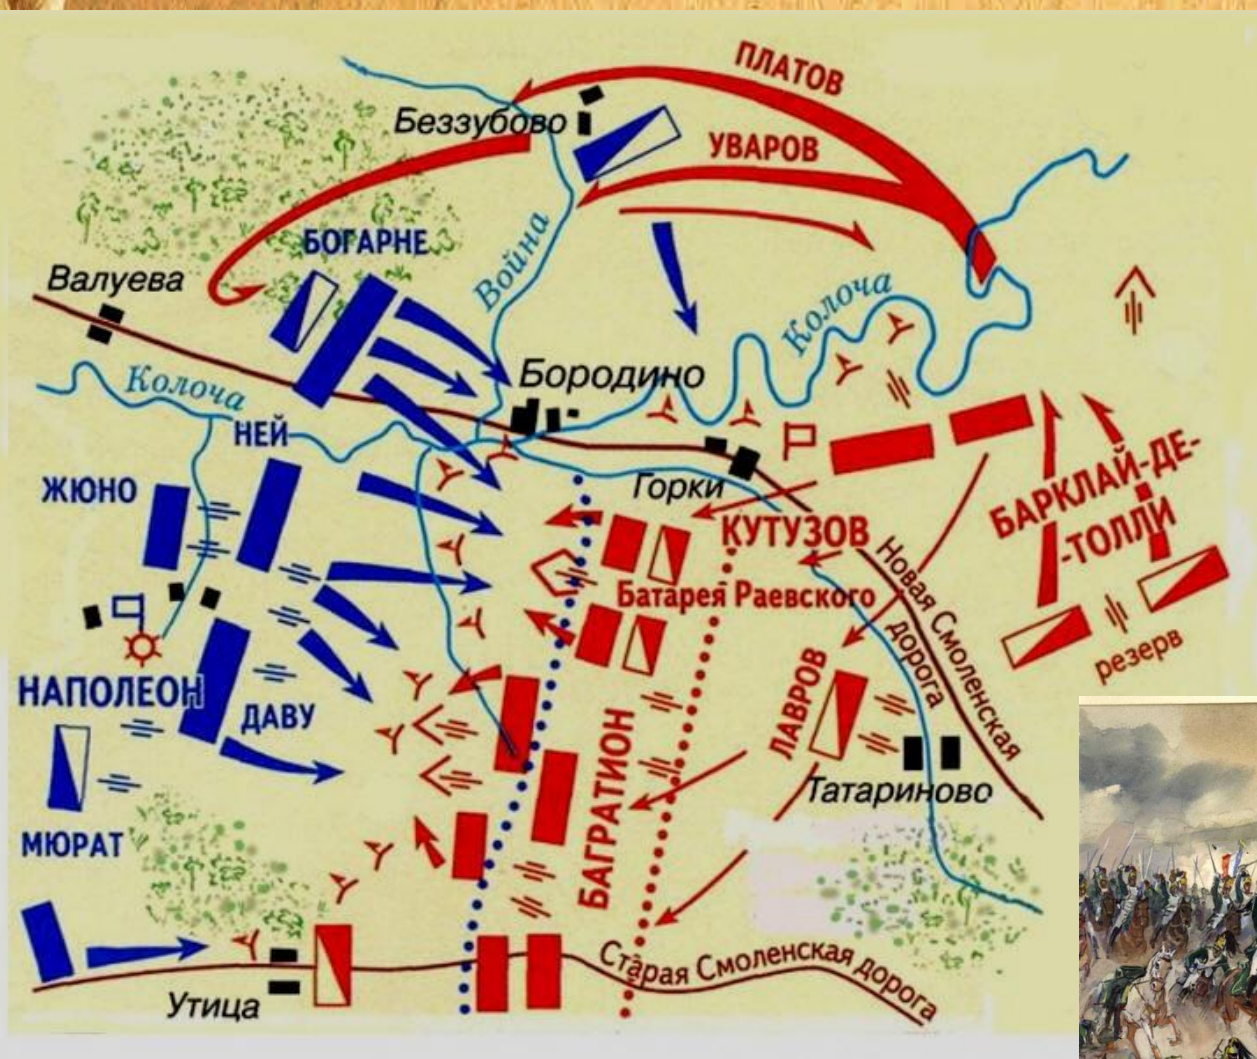 ПЛАТОВ
Беззубово
УВАРОВ
БОГАРНЕ
Война
Валуева
Колоча
Колоча
Бородино
НЕЙ
ЖЮНО
Горки
КУТУЗОВ
БАРКЛАЙ-ДЕ-
-ТОЛЛИ
Батарея Раевского
Новая Смоленская
дорога
резерв
НАПОЛЕОН
ДАВУ
ЛАВРОВ
БАГРАТИОН
Татариново
МЮРАТ
Старая Смоленская дорога
Утица